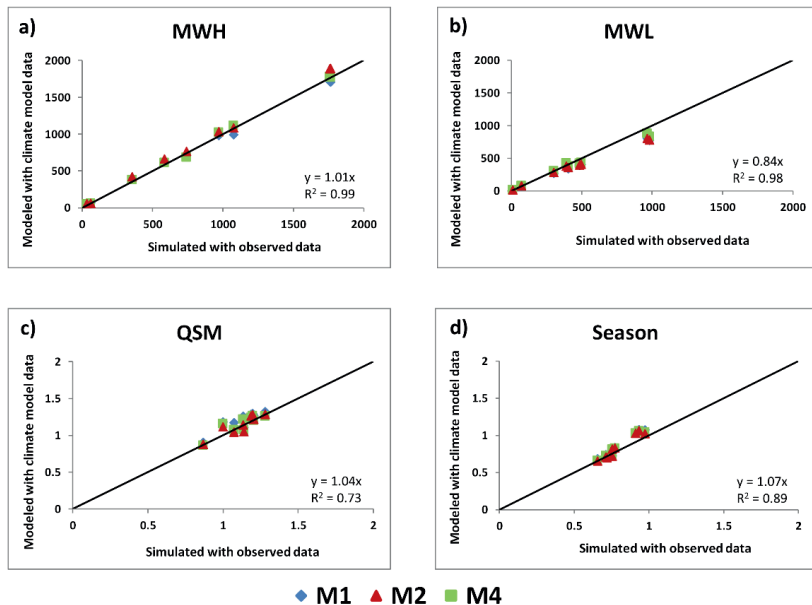 a)
MWH
Modeled with climate model data
2000
1500
1000
500
0
0
500
1000
1500
2000
y = 1.01x
R² = 0.99
Simulated with observed data
b)
MWL
Modeled with climate model data
2000
1500
1000
500
0
0
500
1000
1500
2000
y = 0.84x
R² = 0.98
Simulated with observed data
c)
QSM
Modeled with climate model data
2
1.5
1
0.5
0
0
0.5
1
1.5
2
y = 1.04x
R² = 0.73
Simulated with observed data
d)
Season
Modeled with climate model data
2
1.5
1
0.5
0
0
0.5
1
1.5
2
y = 1.07x
R² = 0.89
Simulated with observed data
M1 M2 M4